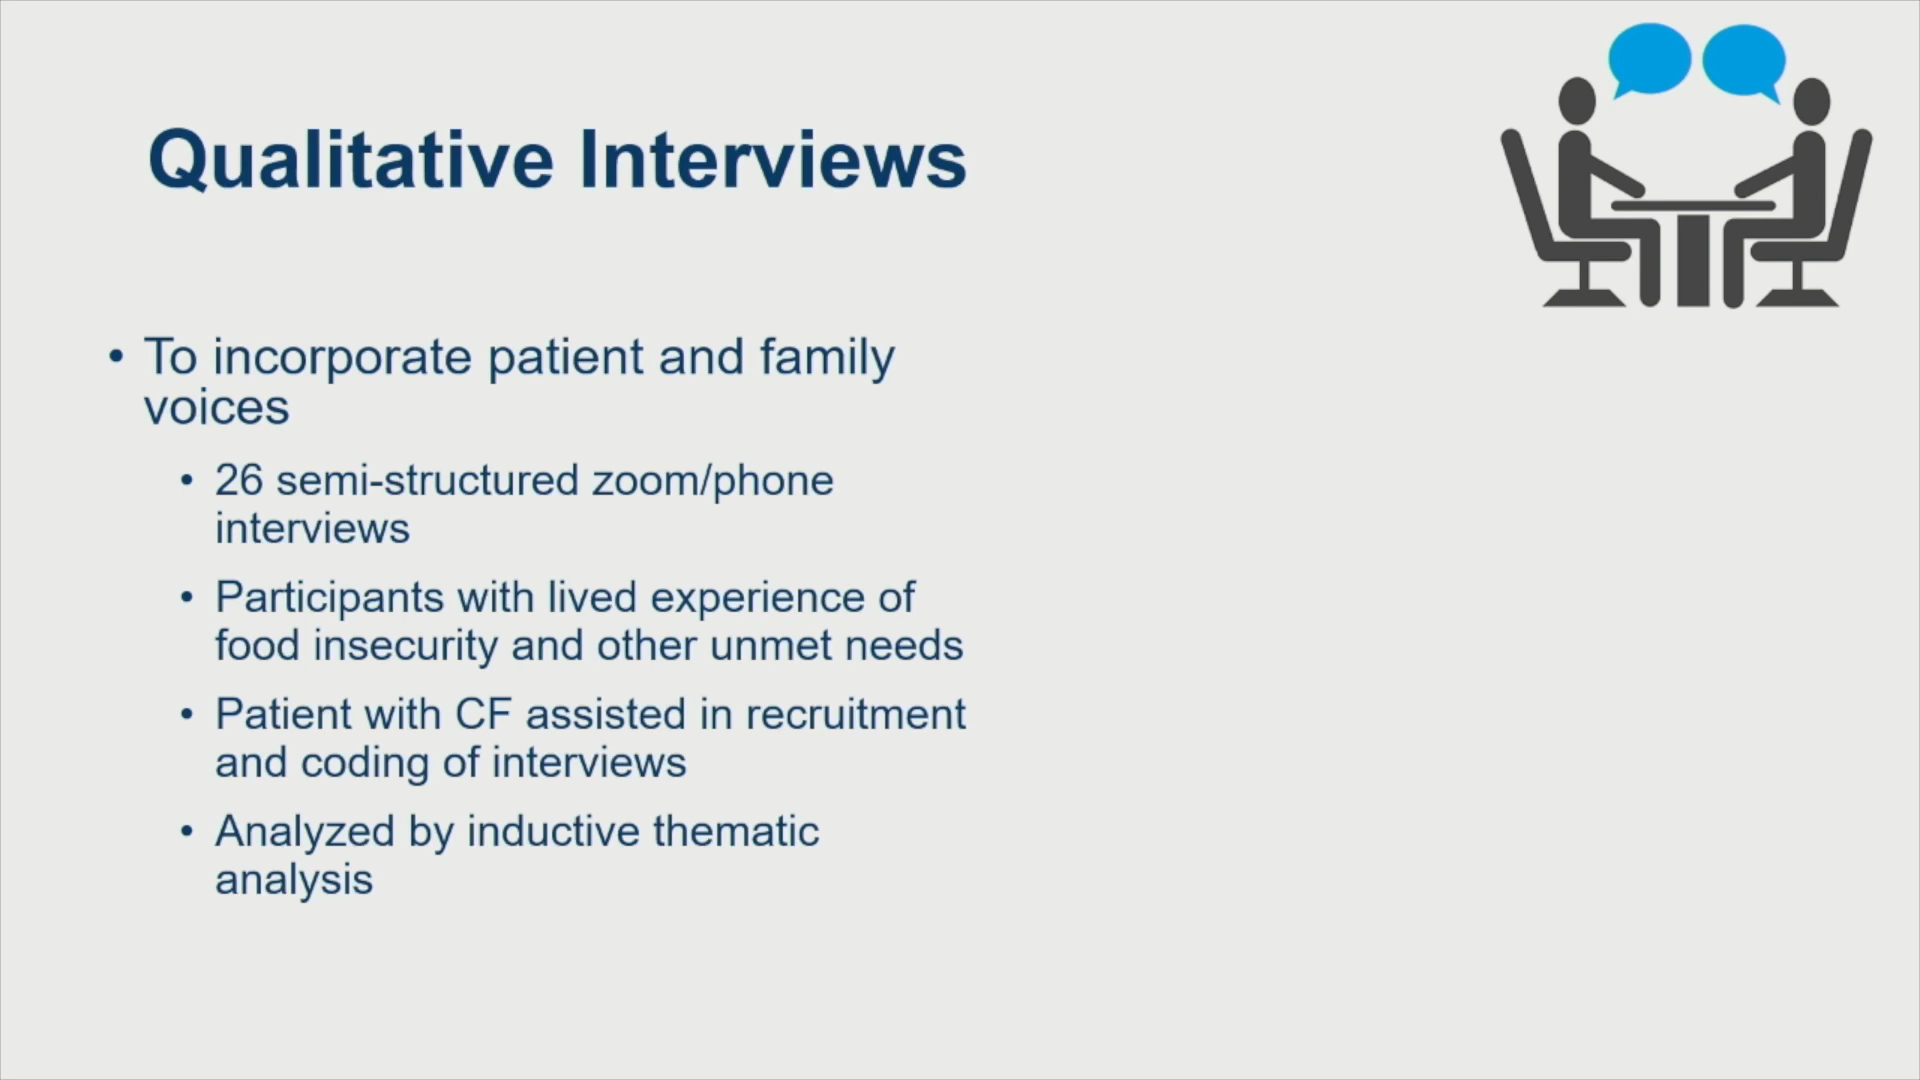 Qualitative Interviews
• To incorporate patient and family
voices
• 26 semi-structured zoom/phone
interviews
• Participants with lived experience of
food insecurity and other unmet needs
• Patient with CF assisted in recruitment
and coding of interviews
• Analyzed by inductive thematic
analysis